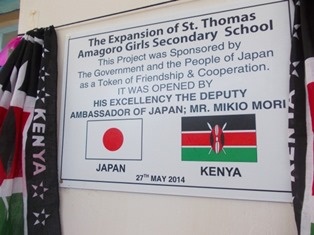 The Expansion of St. Thomas
Amagoro Girls Secondary School
This Project was Sponsored by
The Government and the People of Japan
as a Token of Friendship & Cooperation.
IT WAS OPENED BY
HIS EXCELLENCY THE DEPUTY
AMBASSADOR OF JAPAN; MR. MIKIO MORI
JAPAN
KENYA
27TH MAY 2014
KENYA
KENYA